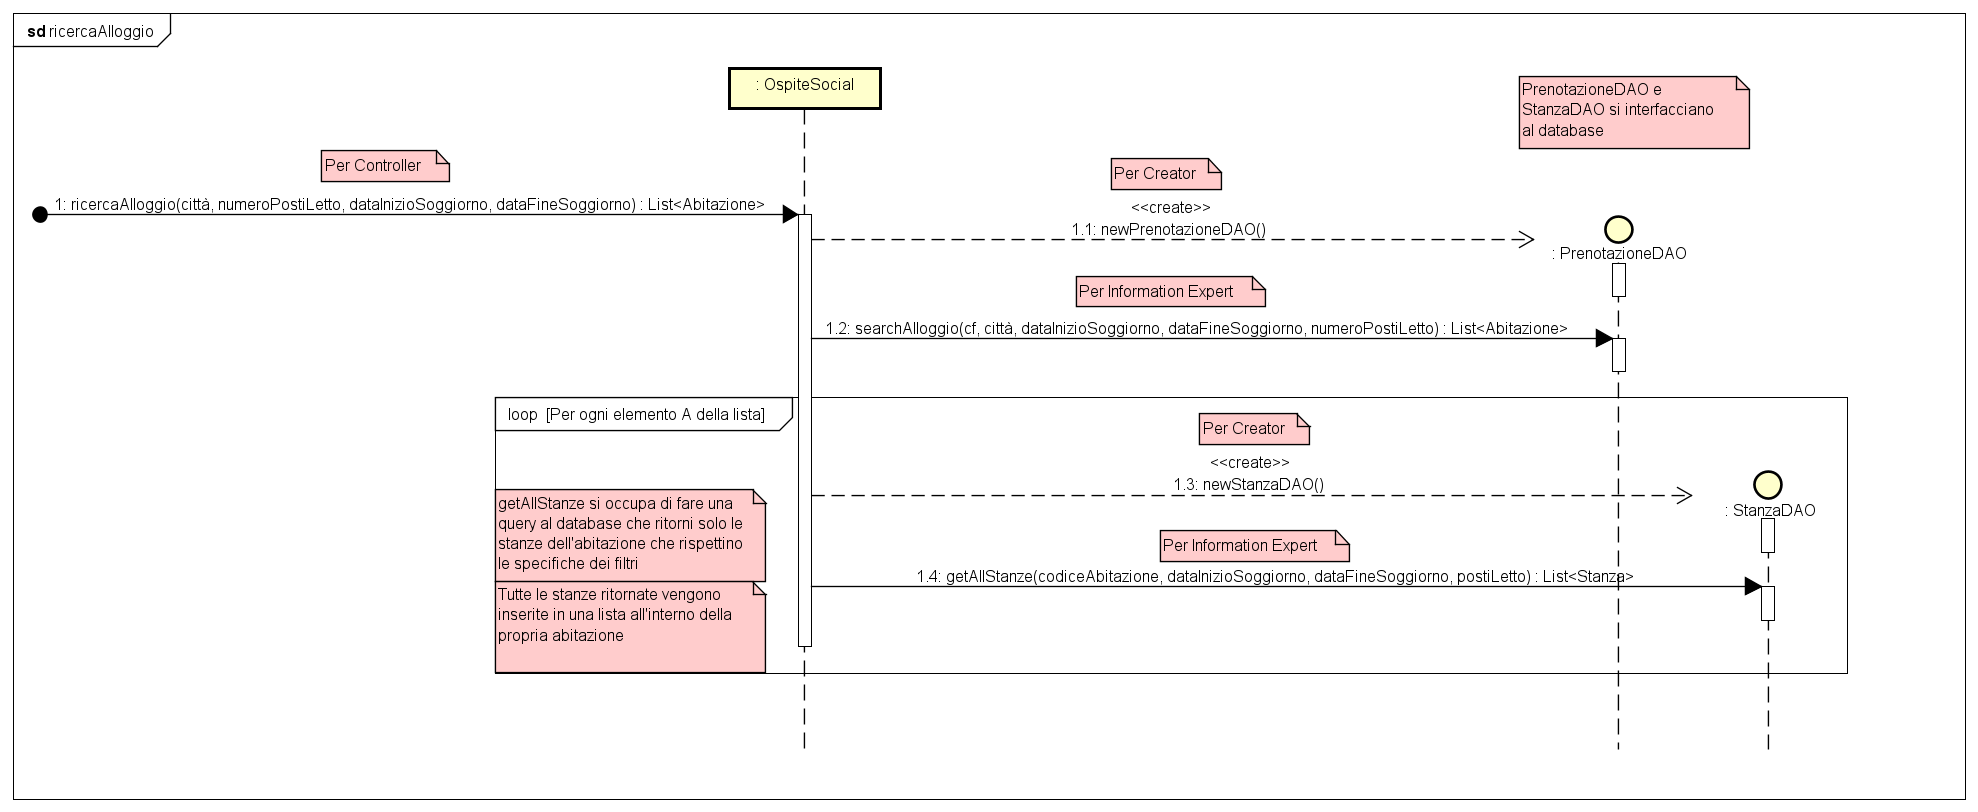 sd ricercaAlloggio
: OspiteSocial
PrenotazioneDAO e
StanzaDAO si interfacciano
al database
Per Controller
Per Creator
1: ricercaAlloggio(città, numeroPostiLetto, dataInizioSoggiorno, dataFineSoggiorno) : List<Abitazione>
<<create>>
1.1: newPrenotazioneDAO()
: PrenotazioneDAO
Per Information Expert
1.2: searchAlloggio(cf, città, dataInizioSoggiorno, dataFineSoggiorno, numeroPostiLetto) : List<Abitazione>
loop [Per ogni elemento A della lista]
Per Creator
<<create>>
1.3: newStanzaDAO()
: StanzaDAO
getAllStanze si occupa di fare una
query al database che ritorni solo le
stanze dell'abitazione che rispettino
le specifiche dei filtri
Per Information Expert
1.4: getAllStanze(codiceAbitazione, dataInizioSoggiorno, dataFineSoggiorno, postiLetto) : List<Stanza>
Tutte le stanze ritornate vengono
inserite in una lista all'interno della
propria abitazione